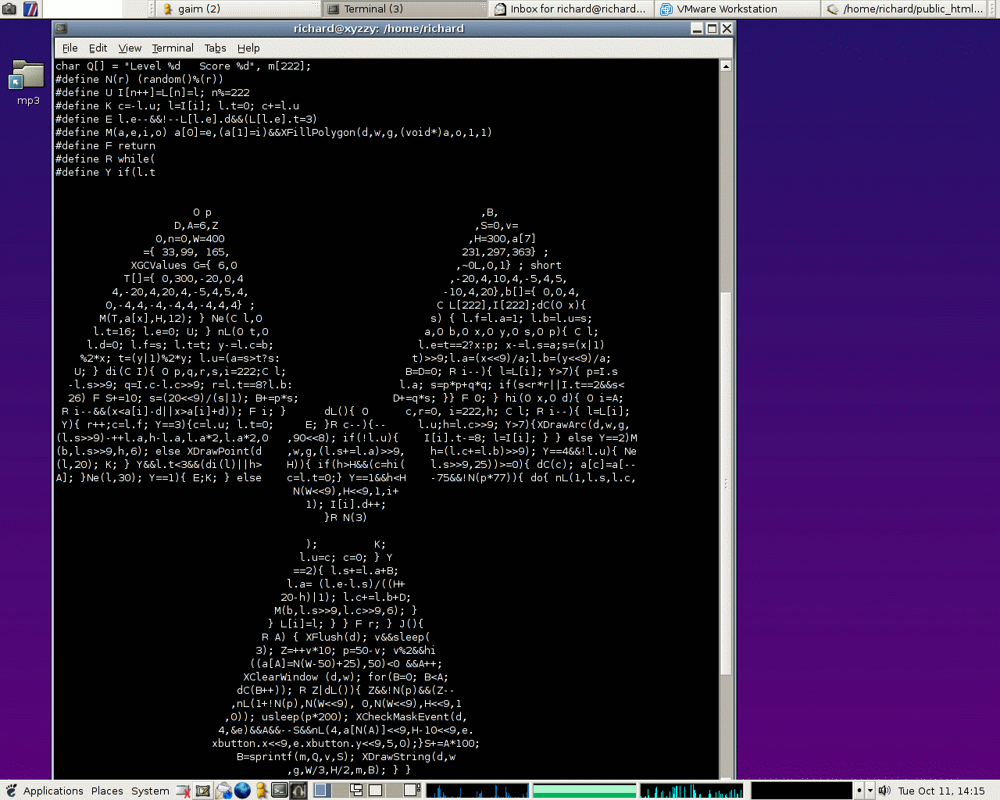 gaim (2)
Terminal (3)
Inbox for richard@richard...
VMware Workstation
/home/richard/public_html...
richard@xyzzy: /home/richard
File Edit View Terminal Tabs Help
mp3
char Q[] = "Level %d   Score %d", m[222];
#define N(r) (random()%(r))
#define U I[n++]=L[n]=l; n%=222
#define K c=-l.u; l=I[i]; l.t=0; c+=l.u
#define E l.e--&&!--L[l.e].d&&(L[l.e].t=3)
#define M(a,e,i,o) a[0]=e,(a[1]=i)&&XFillPolygon(d,w,g,(void*)a,o,1,1)
#define F return
#define R while(
#define Y if(l.t
O p ,B,
D,A=6,Z ,S=0,v=
0,n=0,W=400 ,H=300,a[7]
={ 33,99, 165, 231,297,363} ;
XGCValues G={ 6,0 ,~0L,0,1} ; short
T[]={ 0,300,-20,0,4 ,-20,4,10,4,-5,4,5,
4,-20,4,20,4,-5,4,5,4, -10,4,20},b[]={ 0,0,4,
0,-4,4,-4,-4,4,-4,4,4} ; C L[222],I[222];dC(O x){
M(T,a[x],H,12); } Ne(C l,O s) { l.f=l.a=1; l.b=l.u=s;
l.t=16; l.e=0; U; } nL(O t,O a,O b,O x,O y,O s,O p){ C l;
l.d=0; l.f=s; l.t=t; y-=l.c=b; l.e=t==2?x:p; x-=l.s=a;s=(x|1)
%2*x; t=(y|1)%2*y; l.u=(a=s>t?s: t)>>9;l.a=(x<<9)/a;l.b=(y<<9)/a;
U; } di(C I){ O p,q,r,s,i=222;C l; B=D=0; R i--){ l=L[i]; Y>7){ p=I.s
-l.s>>9; q=I.c-l.c>>9; r=l.t==8?l.b: l.a; s=p*p+q*q; if(s<r*r||I.t==2&&s<
26) F S+=10; s=(20<<9)/(s|1); B+=p*s; D+=q*s; }} F 0; } hi(O x,O d){ O i=A;
R i--&&(x<a[i]-d||x>a[i]+d)); F i; } dL(){ O c,r=0, i=222,h; C l; R i--){ l=L[i];
Y){ r++;c=l.f; Y==3){c=l.u; l.t=0; E; }R c--){-- l.u;h=l.c>>9; Y>7){XDrawArc(d,w,g,
(l.s>>9)-++l.a,h-l.a,l.a*2,l.a*2,0 ,90<<8); if(!l.u){ I[i].t-=8; l=I[i]; } } else Y==2)M
(b,l.s>>9,h,6); else XDrawPoint(d ,w,g,(l.s+=l.a)>>9, h=(l.c+=l.b)>>9); Y==4&&!l.u){ Ne
(l,20); K; } Y&&l.t<3&&(di(l)||h> H)){ if(h>H&&(c=hi( l.s>>9,25))>=0){ dC(c); a[c]=a[--
A]; }Ne(l,30); Y==1){ E;K; } else c=l.t=0;} Y==1&&h<H -75&&!N(p*77)){ do{ nL(1,l.s,l.c,
N(W<<9),H<<9,1,i+
1); I[i].d++;
}R N(3)
); K;
l.u=c; c=0; } Y
==2){ l.s+=l.a+B;
l.a= (l.e-l.s)/((H+
20-h)|1); l.c+=l.b+D;
M(b,l.s>>9,l.c>>9,6); }
} L[i]=l; } } F r; } J(){
R A) { XFlush(d); v&&sleep(
3); Z=++v*10; p=50-v; v%2&&hi
((a[A]=N(W-50)+25),50)<0 &&A++;
XClearWindow (d,w); for(B=0; B<A;
dC(B++)); R Z|dL()){ Z&&!N(p)&&(Z--
,nL(1+!N(p),N(W<<9), 0,N(W<<9),H<<9,1
,0)); usleep(p*200); XCheckMaskEvent(d,
4,&e)&&A&&--S&&nL(4,a[N(A)]<<9,H-10<<9,e.
xbutton.x<<9,e.xbutton.y<<9,5,0);}S+=A*100;
B=sprintf(m,Q,v,S); XDrawString(d,w
,g,W/3,H/2,m,B); } }
Applications Places System
Tue Oct 11, 14:15